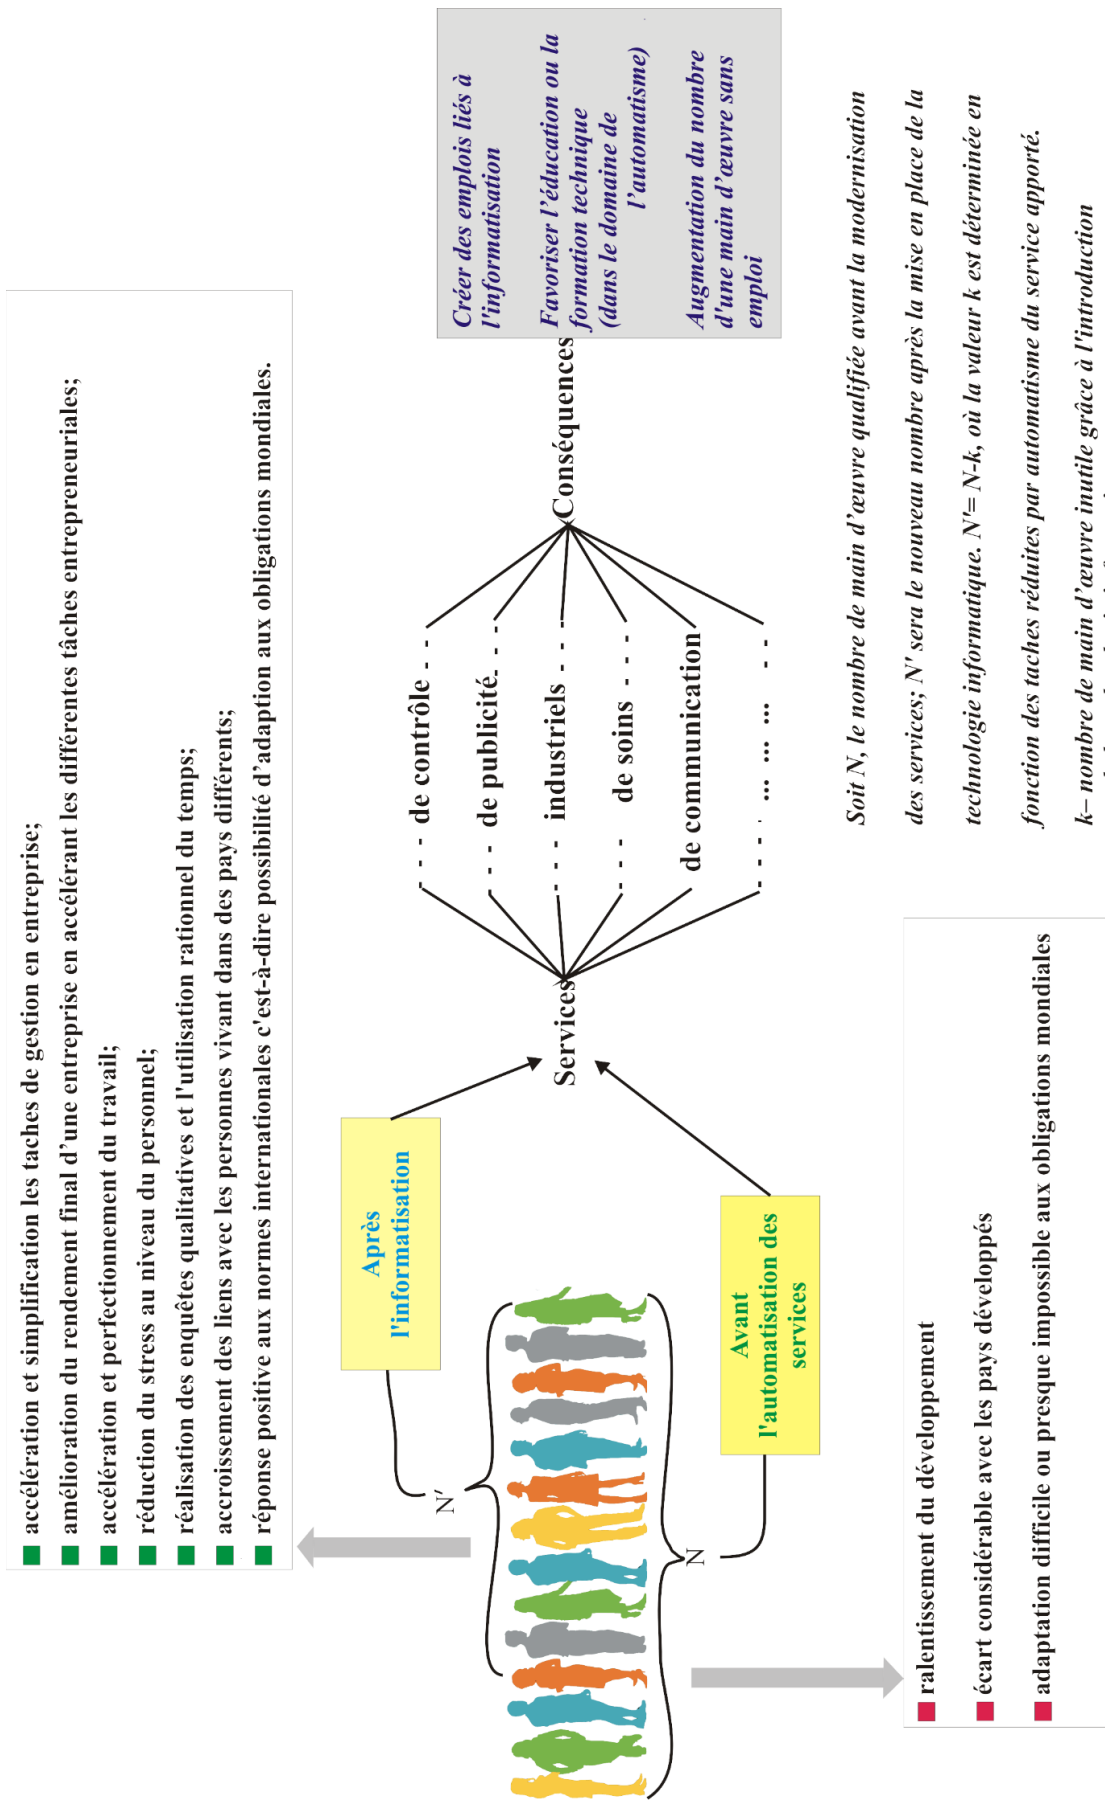 accélération et simplification les taches de gestion en entreprise;
amélioration du rendement final d’une entreprise en accélérant les différentes tâches entrepreneuriales;
accélération et perfectionnement du travail;
réduction du stress au niveau du personnel;
réalisation des enquêtes qualitatives et l'utilisation rationnel du temps;
accroissement des liens avec les personnes vivant dans des pays différents;
réponse positive aux normes internationales c'est-à-dire possibilité d’adaption aux obligations mondiales.
Après
l'informatisation
N'
N
Avant
l'automatisation des
services
Services
de contrôle
de publicité
industriels
de soins
de communication
... ... ...
Conséquences
Créer des emplois liés à
l'informatisation
Favoriser l’éducation ou la
formation technique
(dans le domaine de
l’automatisme)
Augmentation du nombre
d'une main d’œuvre sans
emploi
ralentissement du développement
écart considérable avec les pays développés
adaptation difficile ou presque impossible aux obligations mondiales
Soit N, le nombre de main d’œuvre qualifiée avant la modernisation
des services; N' sera le nouveau nombre après la mise en place de la
technologie informatique. N'= N-k, où la valeur k est déterminée en
fonction des taches réduites par automatisme du service apporté.
k– nombre de main d’œuvre inutile grâce à l'introduction